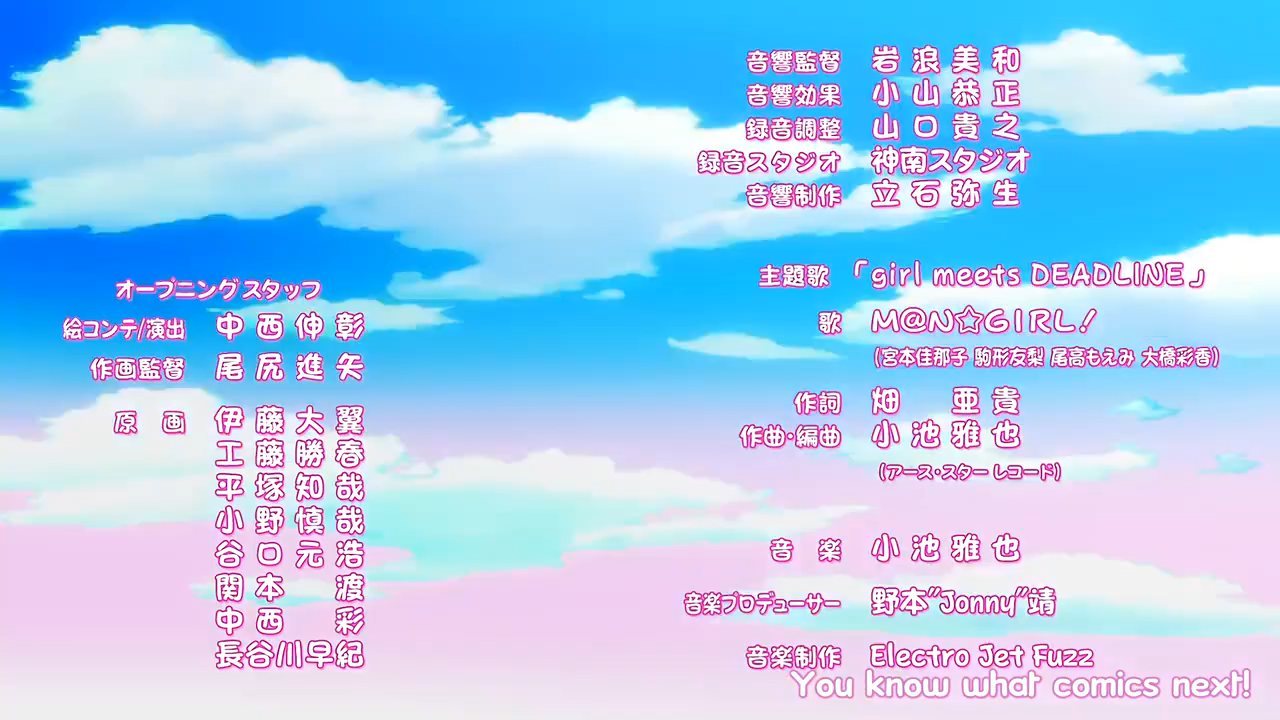 オープニングスタッフ
絵コンテ/演出 中西伸彰
作画監督 尾尻進矢
原 画 伊藤大翼
工藤勝春
平塚知哉
小野慎哉
谷口元浩
関本 渡
中西 彩
長谷川早紀
音響監督 岩浪美和
音響効果 小山恭正
録音調整 山口貴之
録音スタジオ 神南スタジオ
音響制作 立石弥生
主題歌 「girl meets DEADLINE」
歌 M@N☆GIRL!
(宮本佳那子 駒形友梨 尾高もえみ 大橋彩香)
作詞 畑 亜貴
作曲・編曲 小池雅也
(アース・スター レコード)
音 楽 小池雅也
音楽プロデューサー 野本"Jonny"靖
音楽制作 Electro Jet Fuzz
You know what comics next!